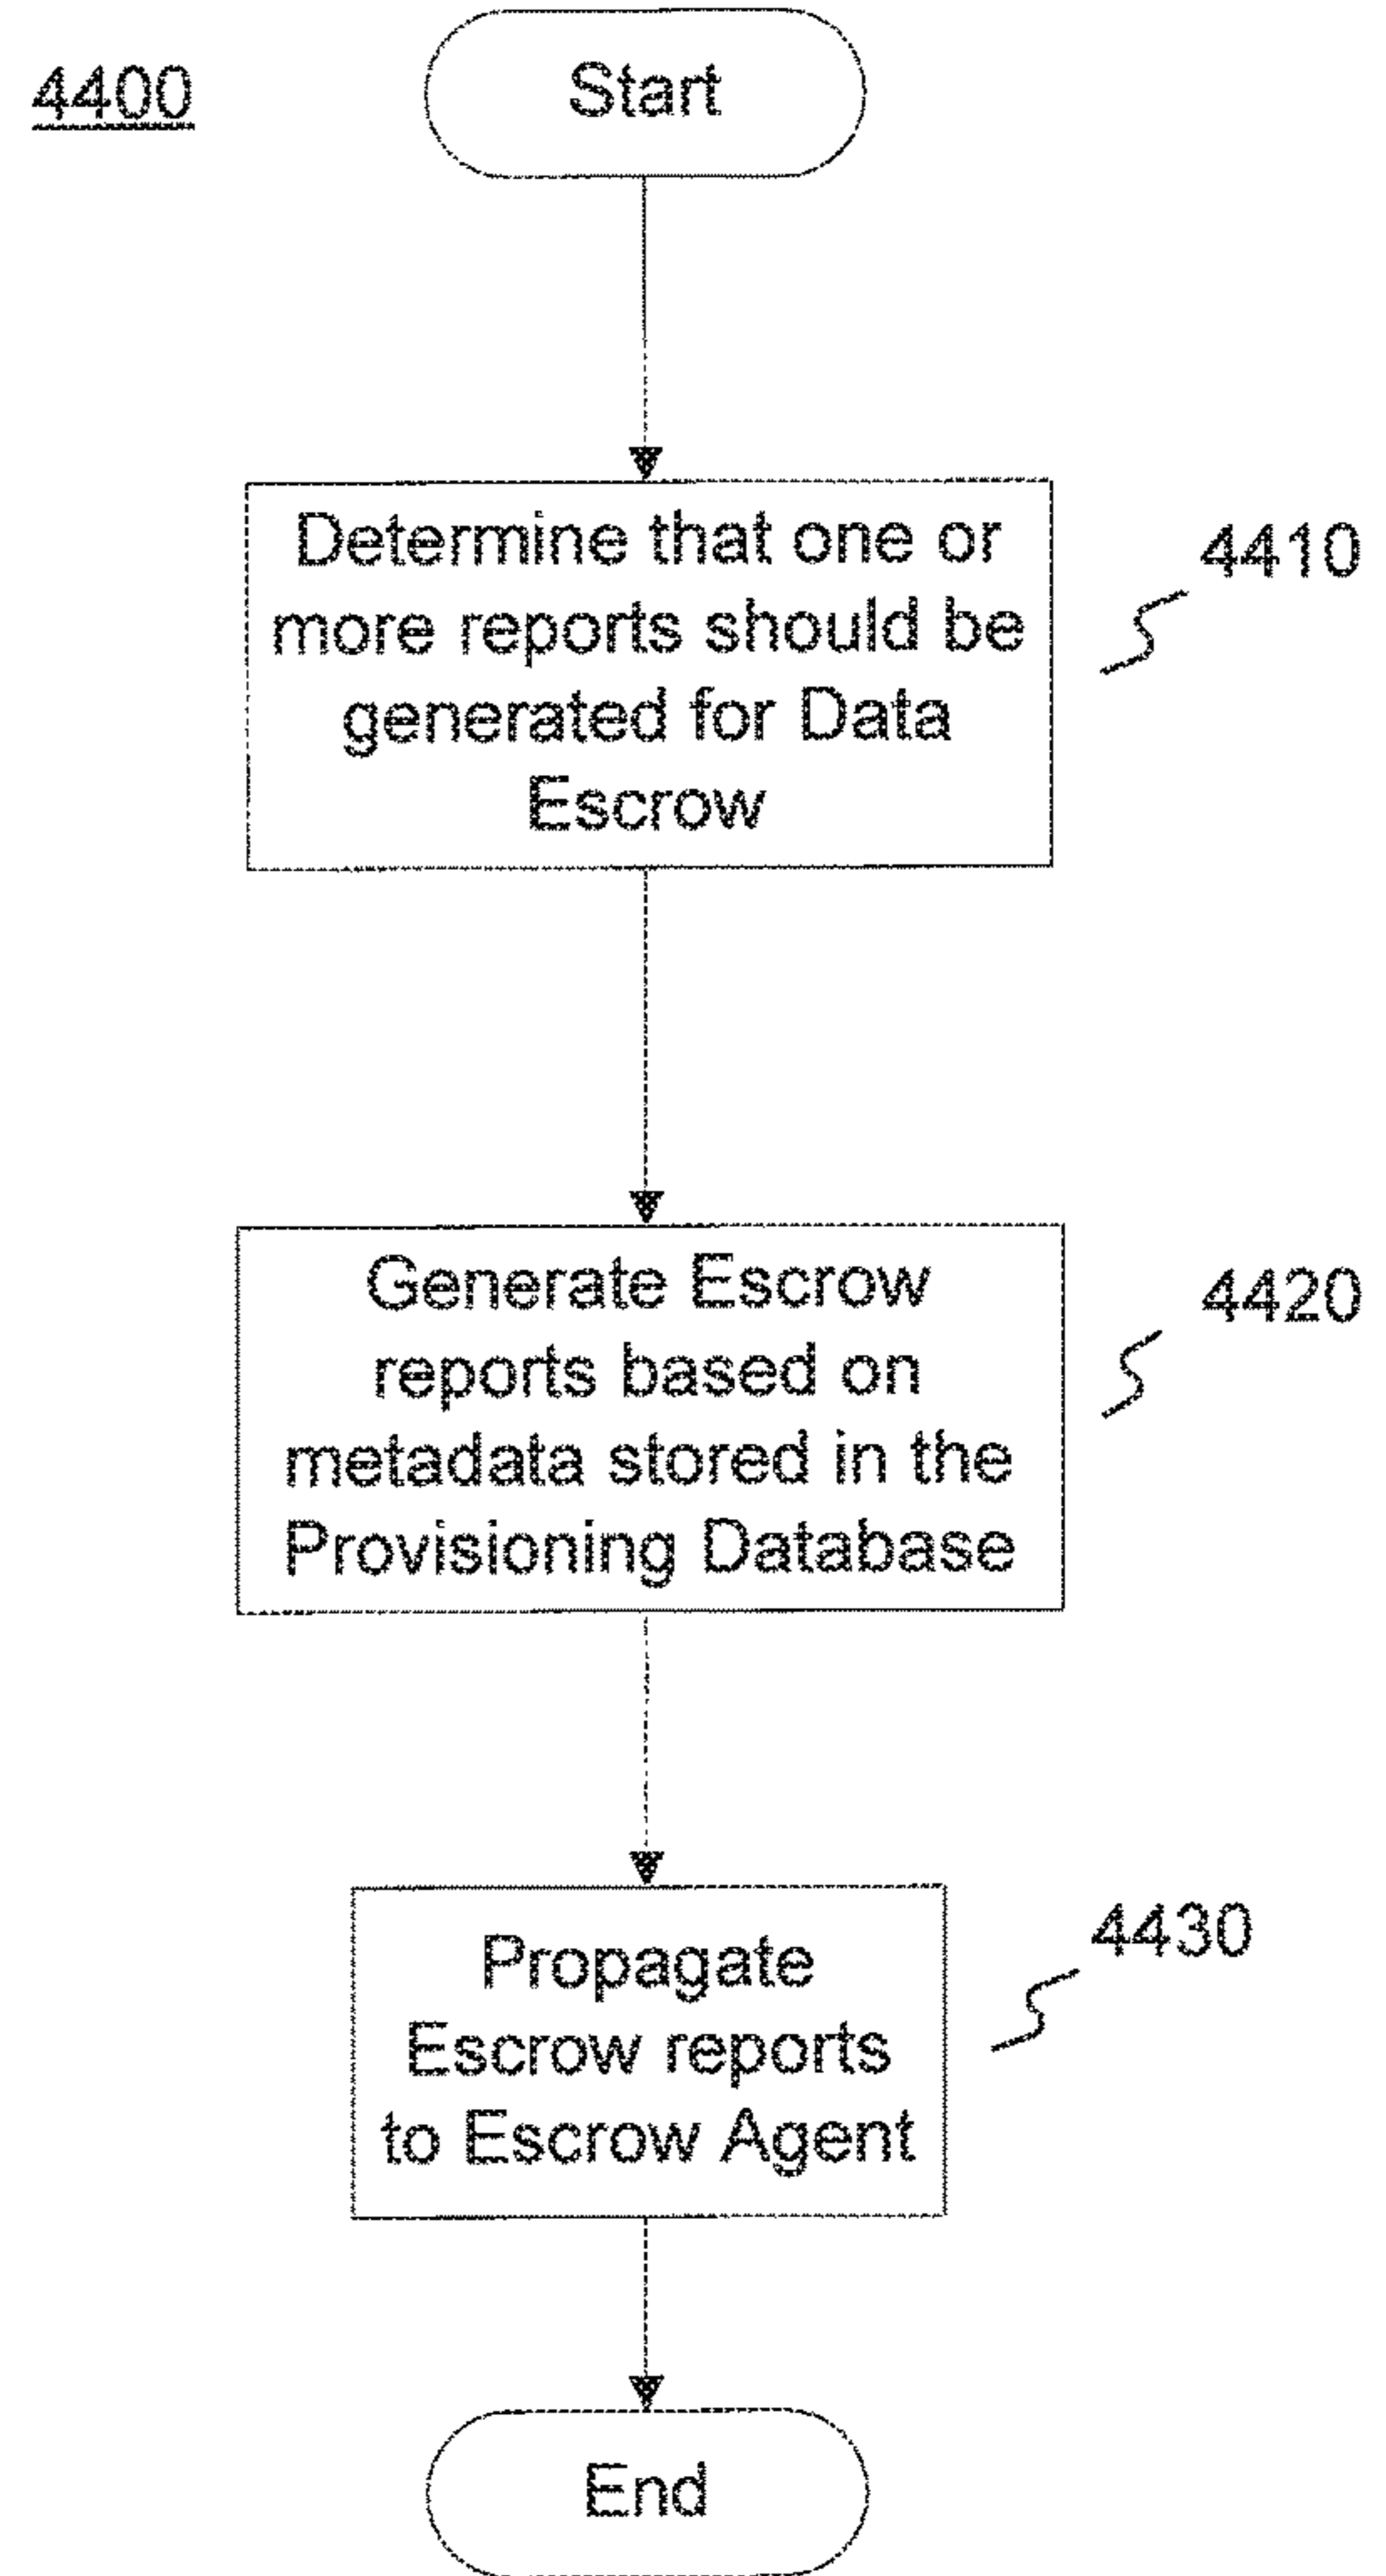 4400
Start
Determine that one or
more reports should be
generated for Data
Escrow
4410
Generate Escrow
reports based on
metadata stored in the
Provisioning Database
4420
Propagate
Escrow reports
to Escrow Agent
4430
End